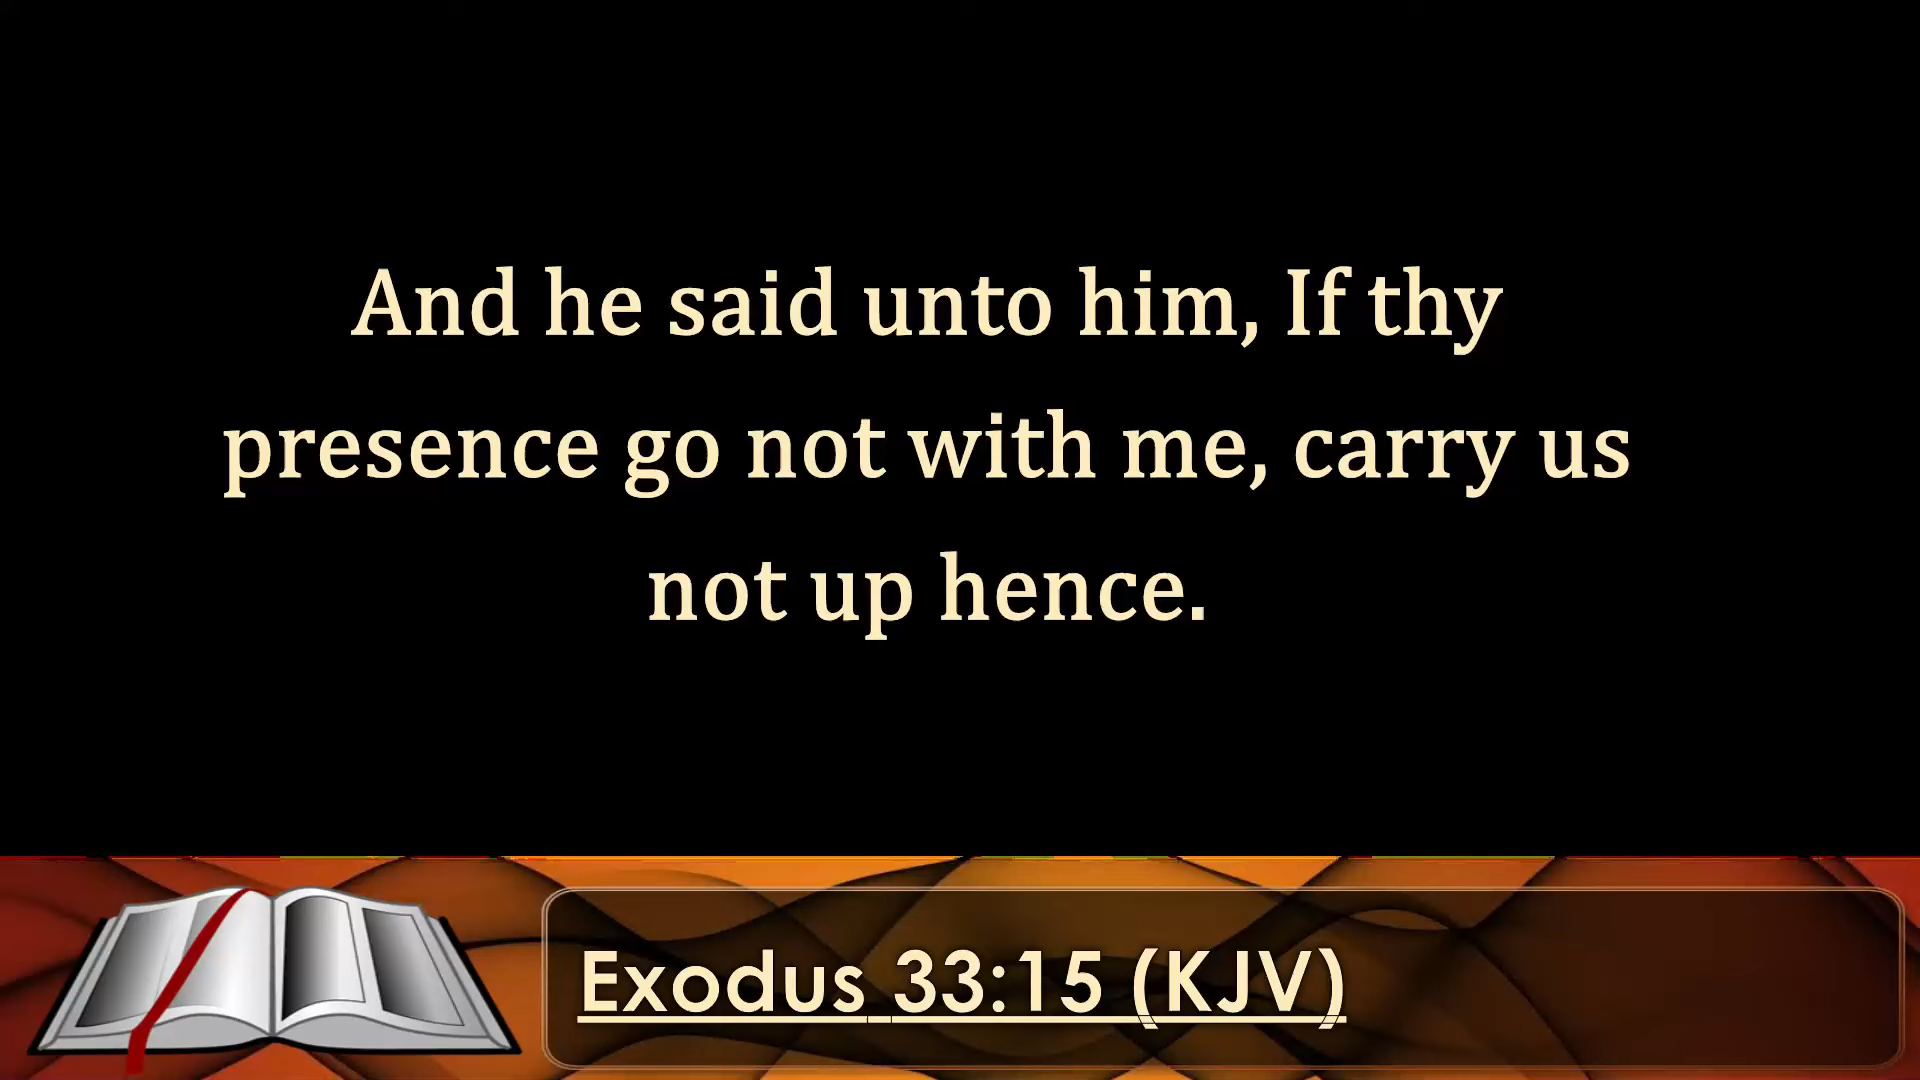 And he said unto him, If thy
presence go not with me, carry us
not up hence.
Exodus 33:15 (KJV)